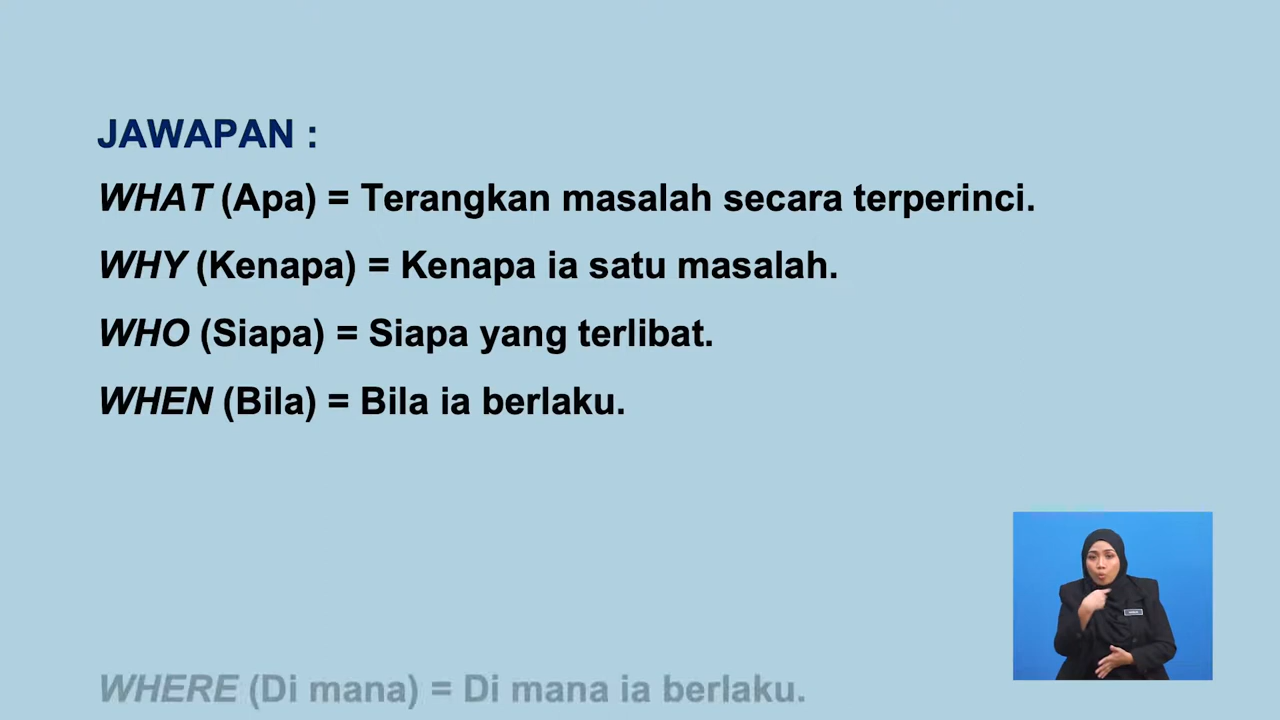 JAWAPAN :
WHAT (Apa) = Terangkan masalah secara terperinci.
WHY (Kenapa) = Kenapa ia satu masalah.
WHO (Siapa) = Siapa yang terlibat.
WHEN (Bila) = Bila ia berlaku.
WHERE (Di mana) = Di mana ia berlaku.